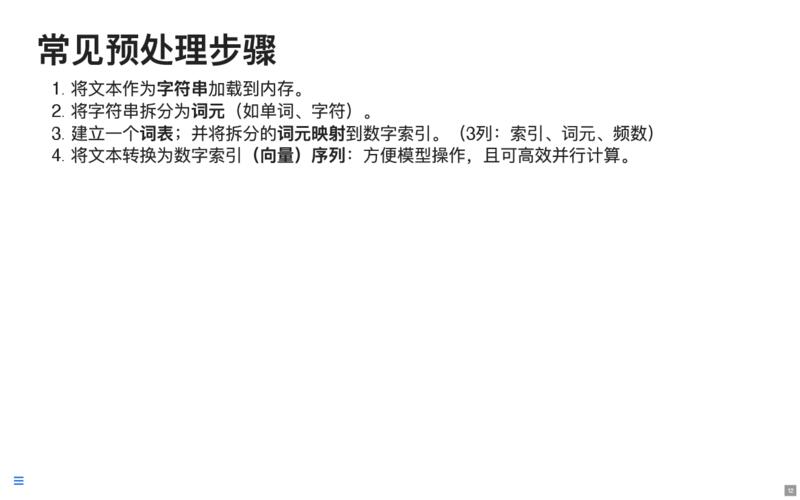 常见预处理步骤
1. 将文本作为字符串加载到内存。
2. 将字符串拆分为词元（如单词、字符）。
3. 建立一个词表；并将拆分的词元映射到数字索引。（3列：索引、词元、频数）
4. 将文本转换为数字索引（向量）序列：方便模型操作，且可高效并行计算。
12